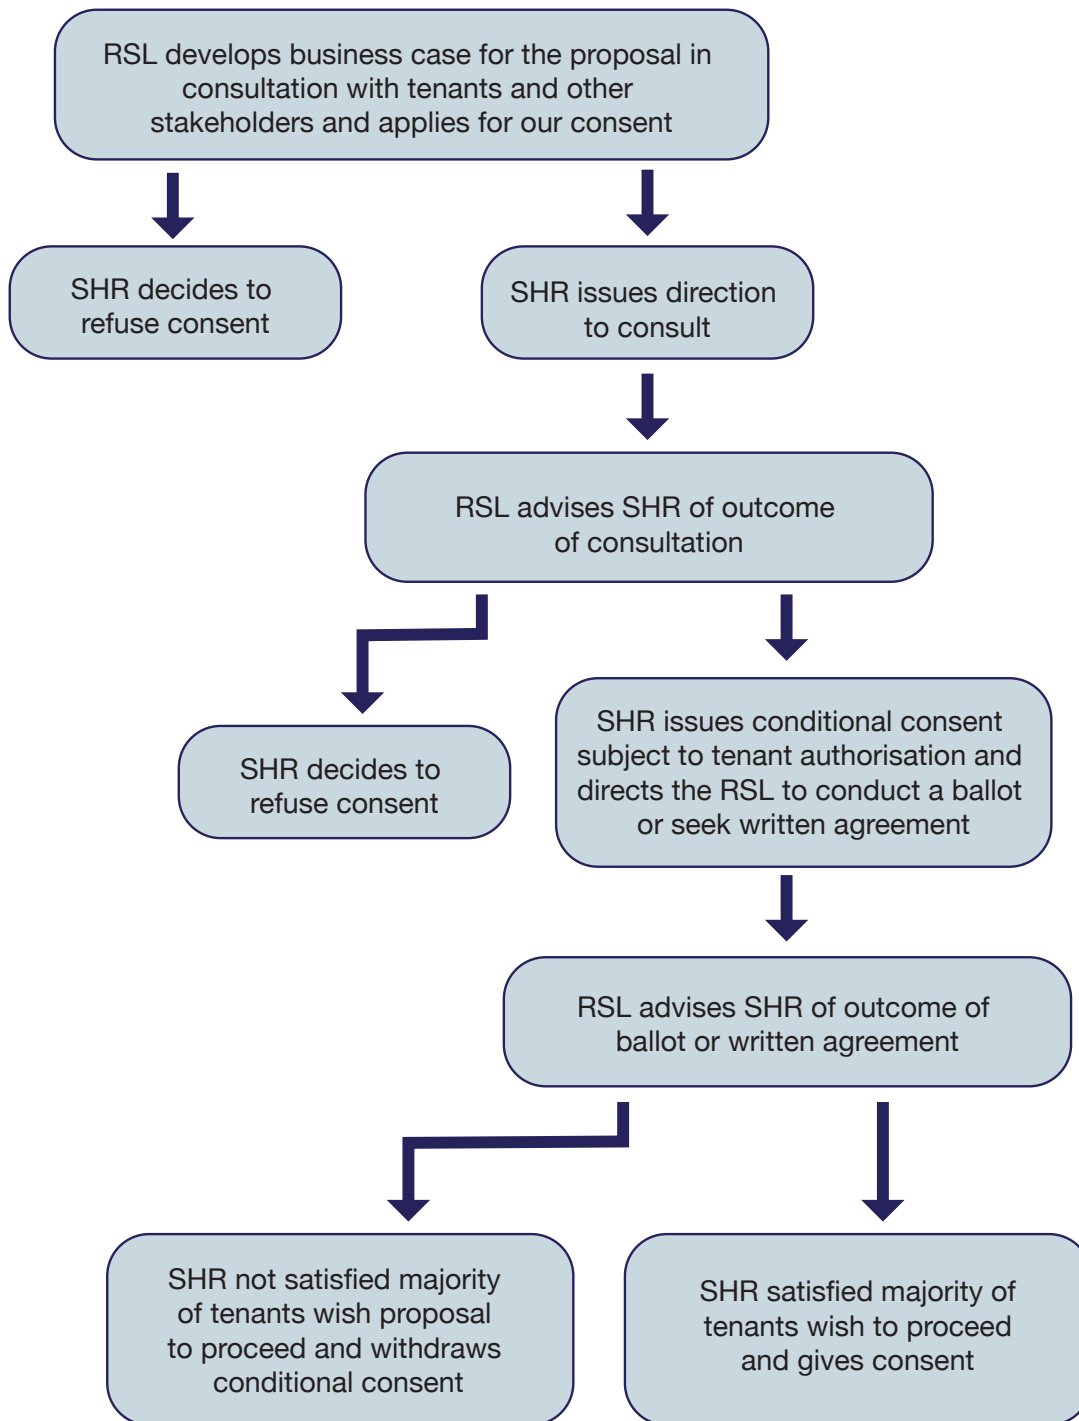 RSL develops business case for the proposal in
consultation with tenants and other
stakeholders and applies for our consent
SHR decides to
refuse consent
SHR issues direction
to consult
RSL advises SHR of outcome
of consultation
SHR decides to
refuse consent
SHR issues conditional consent
subject to tenant authorisation and
directs the RSL to conduct a ballot
or seek written agreement
RSL advises SHR of outcome of
ballot or written agreement
SHR not satisfied majority
of tenants wish proposal
to proceed and withdraws
conditional consent
SHR satisfied majority of
tenants wish to proceed
and gives consent